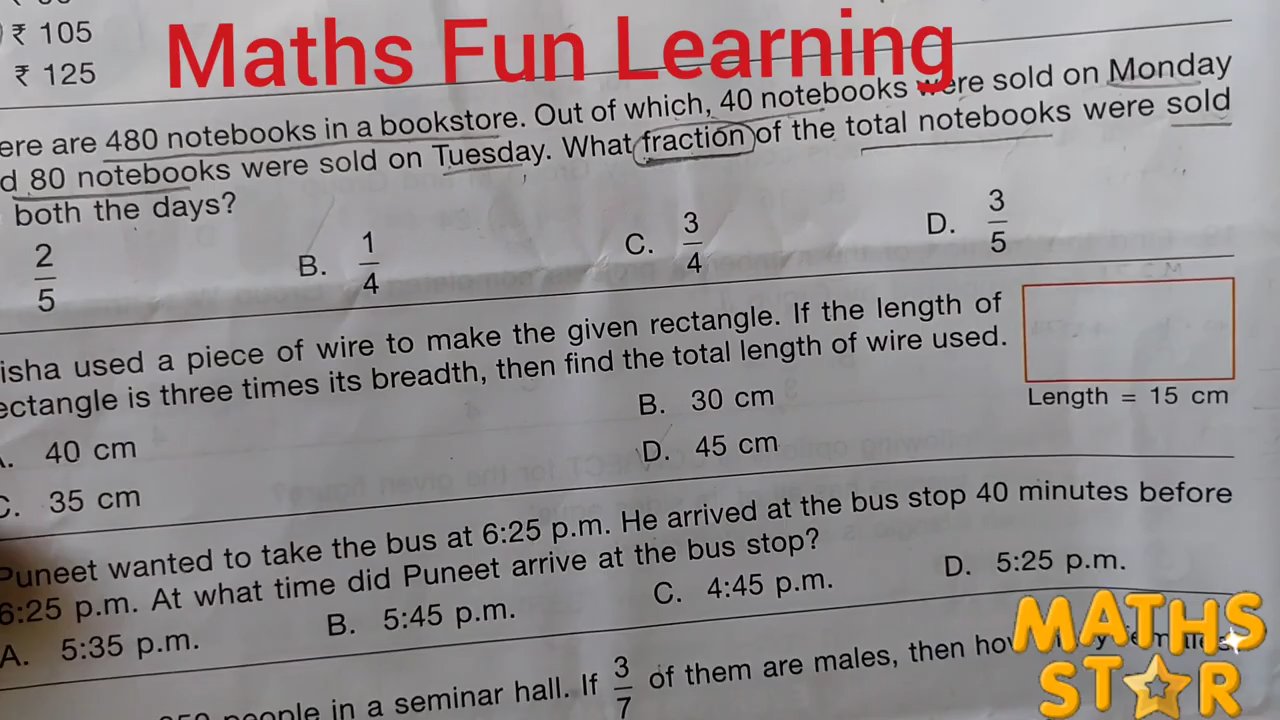 ₹ 105
₹ 125
Maths Fun Learning
ere are 480 notebooks in a bookstore. Out of which, 40 notebooks were sold on Monday
d 80 notebooks were sold on Tuesday. What fraction of the total notebooks were sold
both the days?
2/5 B. 1/4 C. 3/4 D. 3/5
isha used a piece of wire to make the given rectangle. If the length of
ectangle is three times its breadth, then find the total length of wire used.
Length = 15 cm
A. 40 cm B. 30 cm
C. 35 cm D. 45 cm
Puneet wanted to take the bus at 6:25 p.m. He arrived at the bus stop 40 minutes before
6:25 p.m. At what time did Puneet arrive at the bus stop?
A. 5:35 p.m. B. 5:45 p.m. C. 4:45 p.m. D. 5:25 p.m.
people in a seminar hall. If 3/7 of them are males, then how
MATHS
STAR